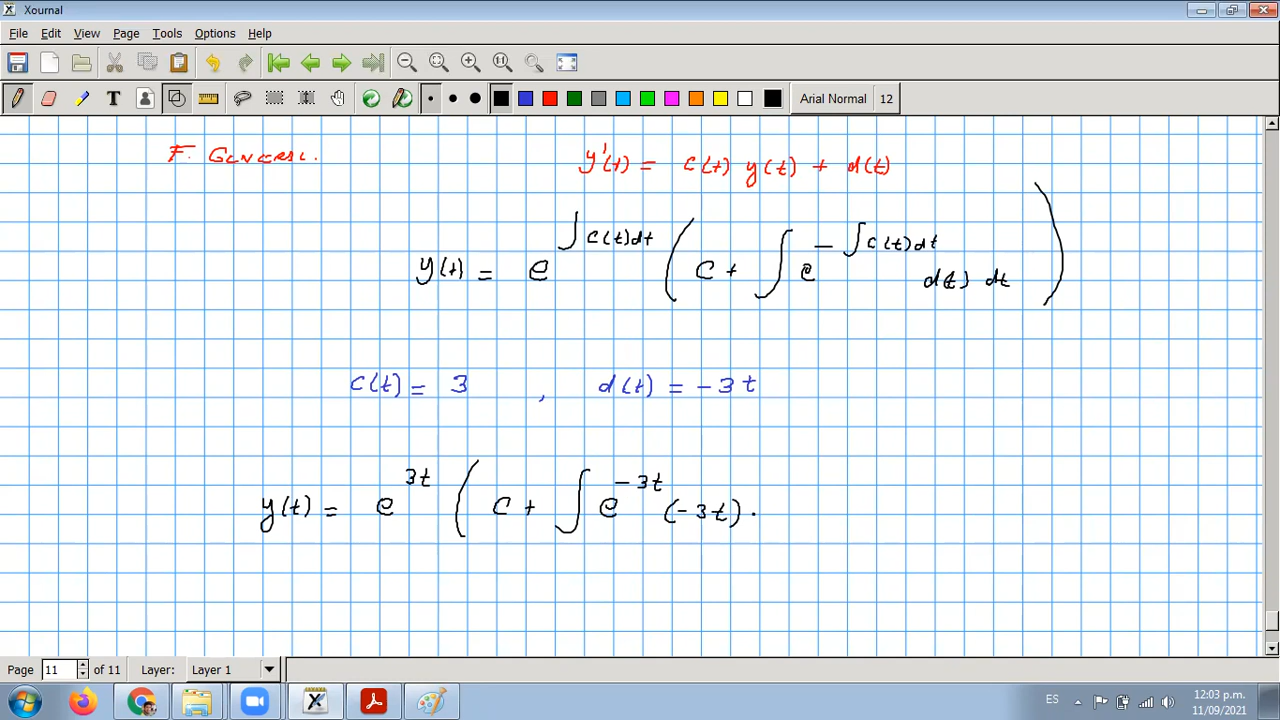 Xournal
File Edit View Page Tools Options Help
Arial Normal 12
F. General. y'(t) = c(t) y(t) + d(t)
y(t) = e^{∫ c(t)dt} ( C + ∫ e^{- ∫ c(t)dt} d(t) dt )
c(t) = 3 , d(t) = -3t
y(t) = e^{3t} ( C + ∫ e^{-3t} (-3t) .
Page 11 of 11 Layer: Layer 1
ES 12:03 p.m.
11/09/2021